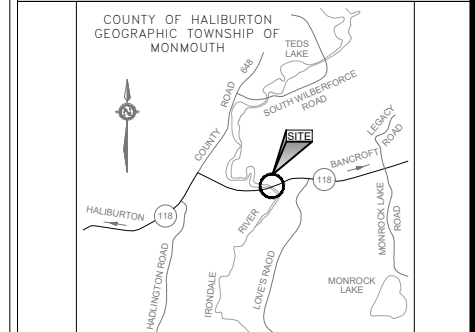 COUNTY OF HALIBURTON
GEOGRAPHIC TOWNSHIP OF
MONMOUTH
TEDS
LAKE
648
COUNTY ROAD
SOUTH WILBERFORCE
ROAD
N
SITE
LEGACY
ROAD
BANCROFT
118
HALIBURTON
118
RIVER
IRONDALE
HADLINGTON ROAD
LOVE'S RAOD
MONROCK LAKE
ROAD
MONROCK
LAKE